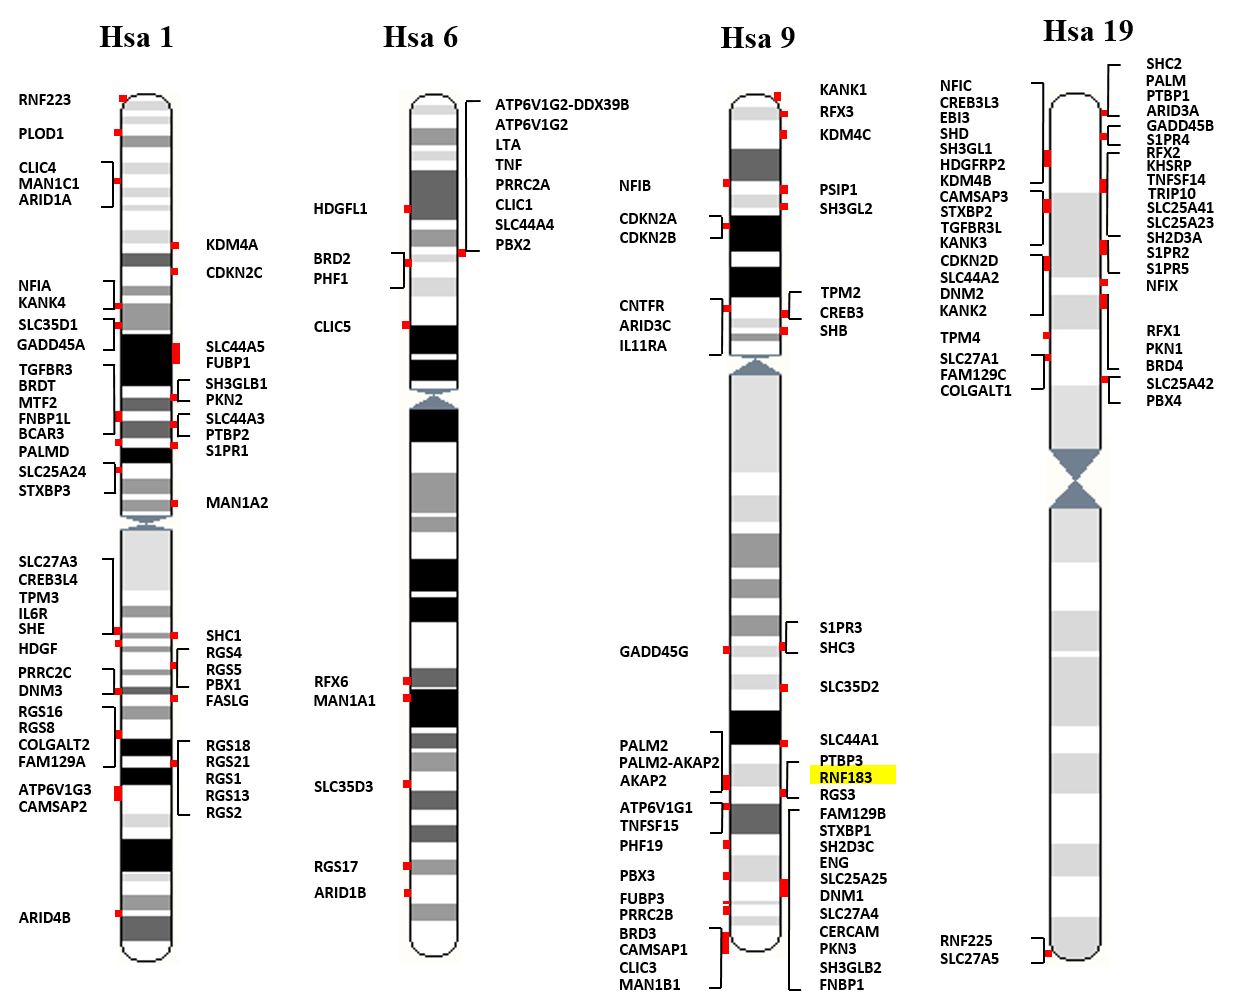 Hsa 1
RNF223
PLOD1
CLIC4
MAN1C1
ARID1A
NFIA
KANK4
SLC35D1
GADD45A
TGFBR3
BRDT
MTF2
FNBP1L
BCAR3
PALMD
SLC25A24
STXBP3
SLC27A3
CREB3L4
TPM3
IL6R
SHE
HDGF
PRRC2C
DNM3
RGS16
RGS8
COLGALT2
FAM129A
ATP6V1G3
CAMSAP2
ARID4B
KDM4A
CDKN2C
SLC44A5
FUBP1
SH3GLB1
PKN2
SLC44A3
PTBP2
S1PR1
MAN1A2
SHC1
RGS4
RGS5
PBX1
FASLG
RGS18
RGS21
RGS1
RGS13
RGS2
Hsa 6
HDGFL1
BRD2
PHF1
CLIC5
RFX6
MAN1A1
SLC35D3
RGS17
ARID1B
ATP6V1G2-DDX39B
ATP6V1G2
LTA
TNF
PRRC2A
CLIC1
SLC44A4
PBX2
Hsa 9
NFIB
CDKN2A
CDKN2B
CNTFR
ARID3C
IL11RA
GADD45G
PALM2
PALM2-AKAP2
AKAP2
ATP6V1G1
TNFSF15
PHF19
PBX3
FUBP3
PRRC2B
BRD3
CAMSAP1
CLIC3
MAN1B1
KANK1
RFX3
KDM4C
PSIP1
SH3GL2
TPM2
CREB3
SHB
S1PR3
SHC3
SLC35D2
SLC44A1
PTBP3
RNF183
RGS3
FAM129B
STXBP1
SH2D3C
ENG
SLC25A25
DNM1
SLC27A4
CERCAM
PKN3
SH3GLB2
FNBP1
Hsa 19
NFIC
CREB3L3
EBI3
SHD
SH3GL1
HDGFRP2
KDM4B
CAMSAP3
STXBP2
TGFBR3L
KANK3
CDKN2D
SLC44A2
DNM2
KANK2
TPM4
SLC27A1
FAM129C
COLGALT1
RNF225
SLC27A5
SHC2
PALM
PTBP1
ARID3A
GADD45B
S1PR4
RFX2
KHSRP
TNFSF14
TRIP10
SLC25A41
SLC25A23
SH2D3A
S1PR2
S1PR5
NFIX
RFX1
PKN1
BRD4
SLC25A42
PBX4